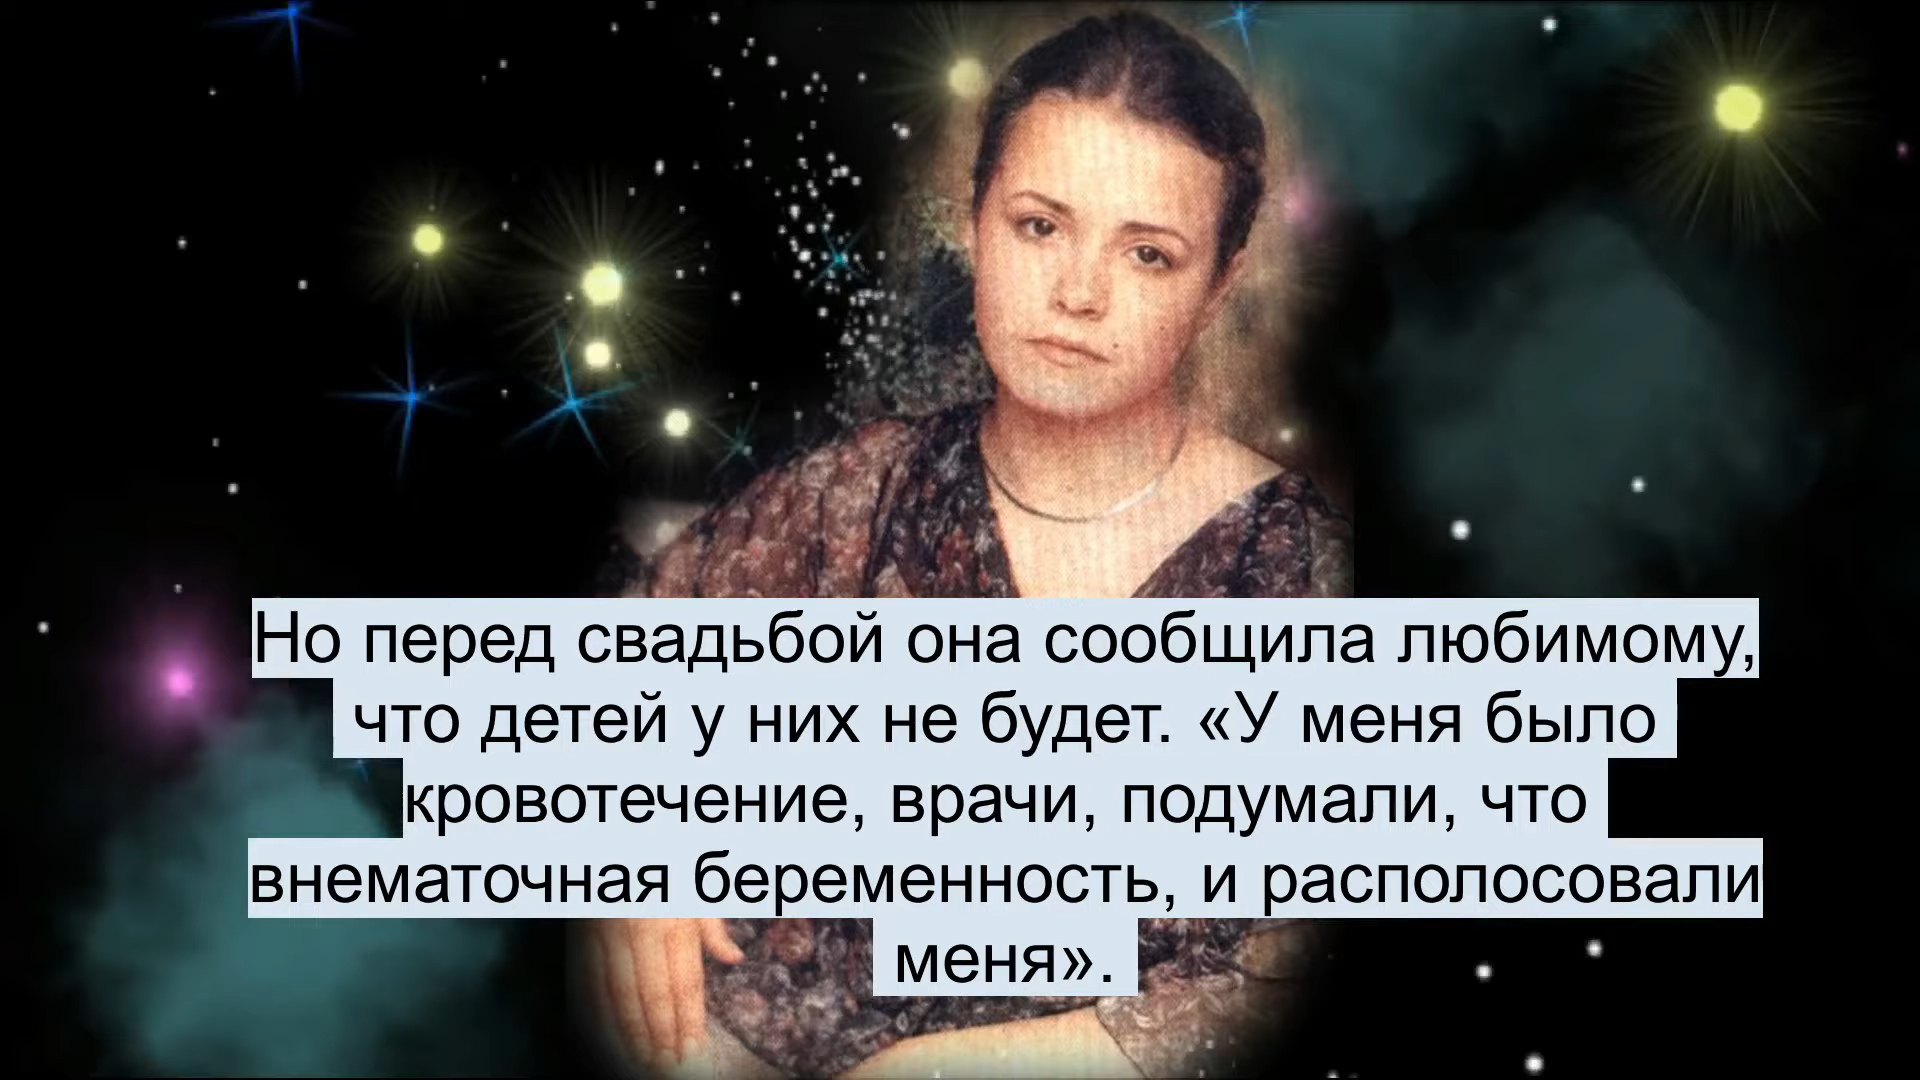 Но перед свадьбой она сообщила любимому,
что детей у них не будет. «У меня было
кровотечение, врачи, подумали, что
внематочная беременность, и располосовали
меня».